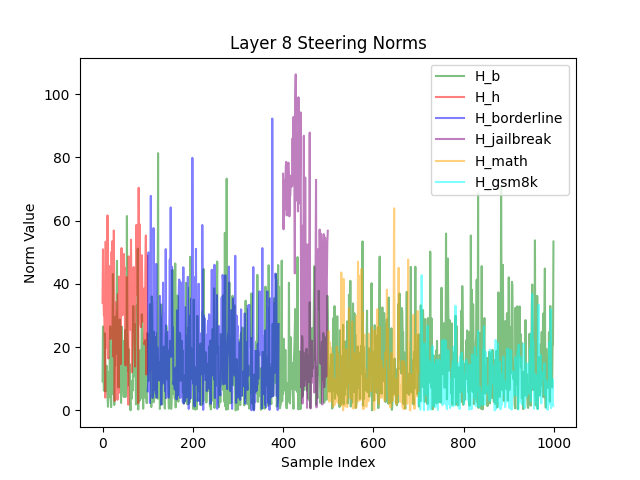 Layer 8 Steering Norms
H_b
H_h
H_borderline
H_jailbreak
H_math
H_gsm8k
Norm Value
100
80
60
40
20
0
0 200 400 600 800 1000
Sample Index